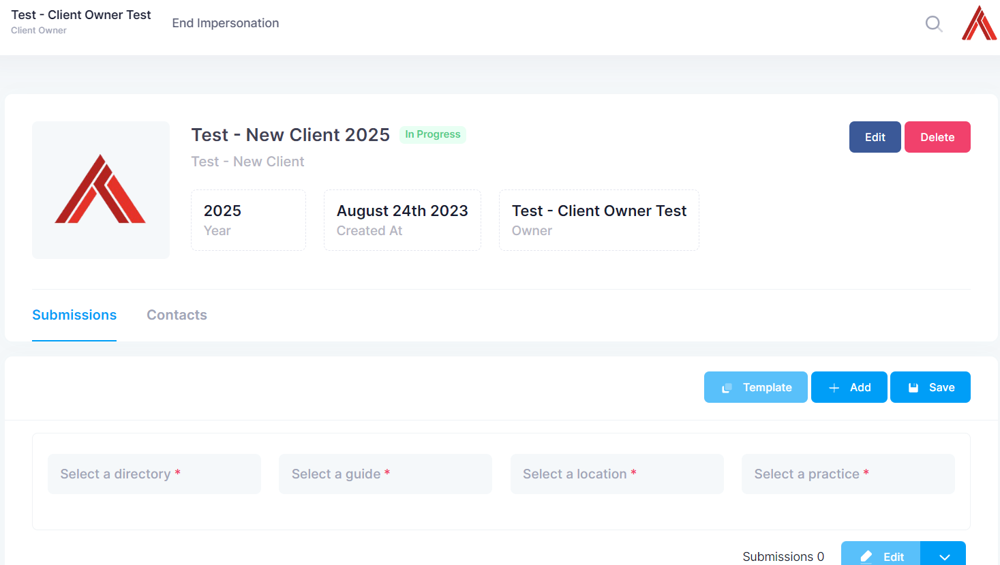 Test - Client Owner Test
Client Owner
End Impersonation
Test - New Client 2025
In Progress
Test - New Client
Edit
Delete
2025
Year
August 24th 2023
Created At
Test - Client Owner Test
Owner
Submissions
Contacts
Template
Add
Save
Select a directory *
Select a guide *
Select a location *
Select a practice *
Submissions 0
Edit